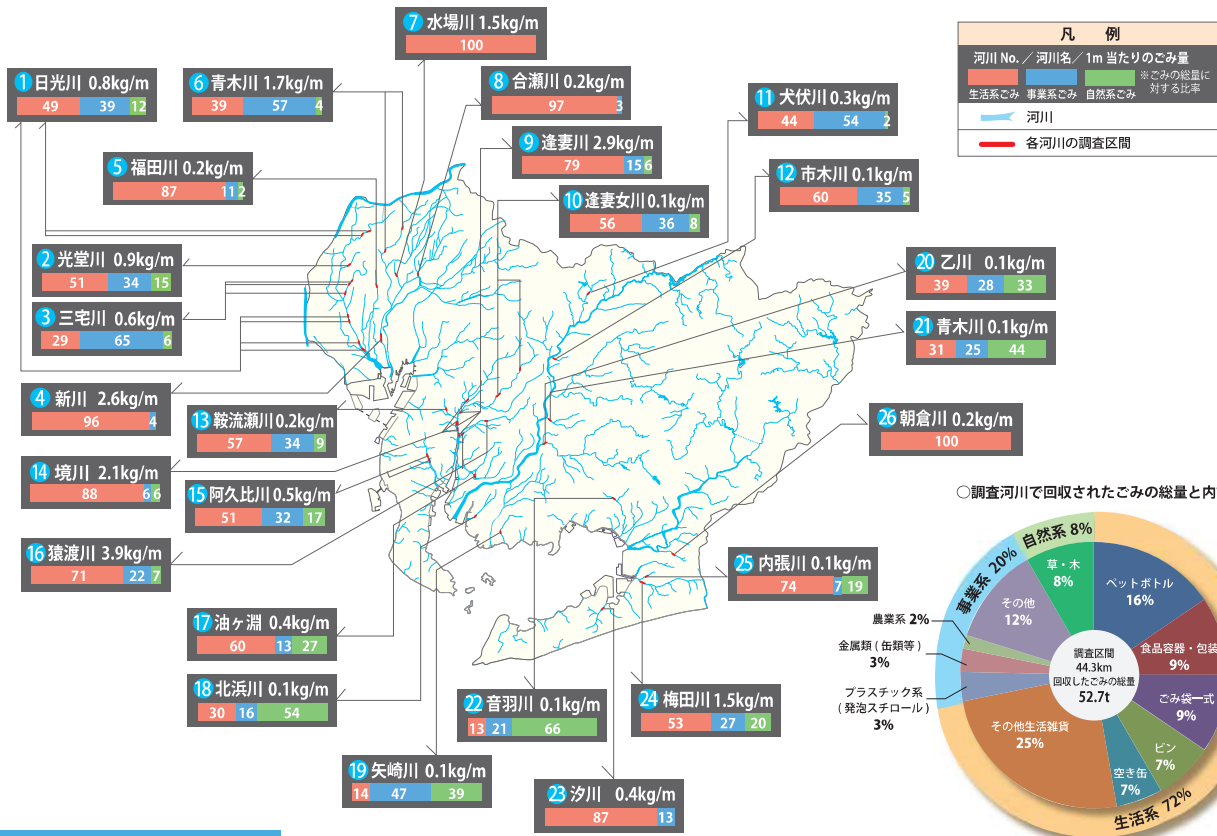 7 水場川 1.5kg/m
100
1 日光川 0.8kg/m
49 39 12
6 青木川 1.7kg/m
39 57 4
8 合瀬川 0.2kg/m
97 3
11 犬伏川 0.3kg/m
44 54 2
5 福田川 0.2kg/m
87 11 2
9 逢妻川 2.9kg/m
79 15 6
12 市木川 0.1kg/m
60 35 5
10 逢妻女川 0.1kg/m
56 36 8
2 光堂川 0.9kg/m
51 34 15
20 乙川 0.1kg/m
39 28 33
3 三宅川 0.6kg/m
29 65 6
21 青木川 0.1kg/m
31 25 44
4 新川 2.6kg/m
96 4
13 鞍流瀬川 0.2kg/m
57 34 9
26 朝倉川 0.2kg/m
100
14 境川 2.1kg/m
88 6 6
15 阿久比川 0.5kg/m
51 32 17
16 猿渡川 3.9kg/m
71 22 7
25 内張川 0.1kg/m
74 7 19
17 油ヶ淵 0.4kg/m
60 13 27
18 北浜川 0.1kg/m
30 16 54
22 音羽川 0.1kg/m
13 21 66
24 梅田川 1.5kg/m
53 27 20
19 矢崎川 0.1kg/m
14 47 39
23 汐川 0.4kg/m
87 13
凡 例
河川 No. ／河川名／1m 当たりのごみ量
生活系ごみ 事業系ごみ 自然系ごみ
※ごみの総量に
対する比率
河川
各河川の調査区間
○調査河川で回収されたごみの総量と内
自然系 8%
事業系 20%
生活系 72%
草・木
8%
ペットボトル
16%
食品容器・包装
9%
ごみ袋一式
9%
ビン
7%
空き缶
7%
その他生活雑貨
25%
プラスチック系
(発泡スチロール)
3%
金属類 (缶類等)
3%
農業系 2%
その他
12%
調査区間
44.3km
回収したごみの総量
52.7t